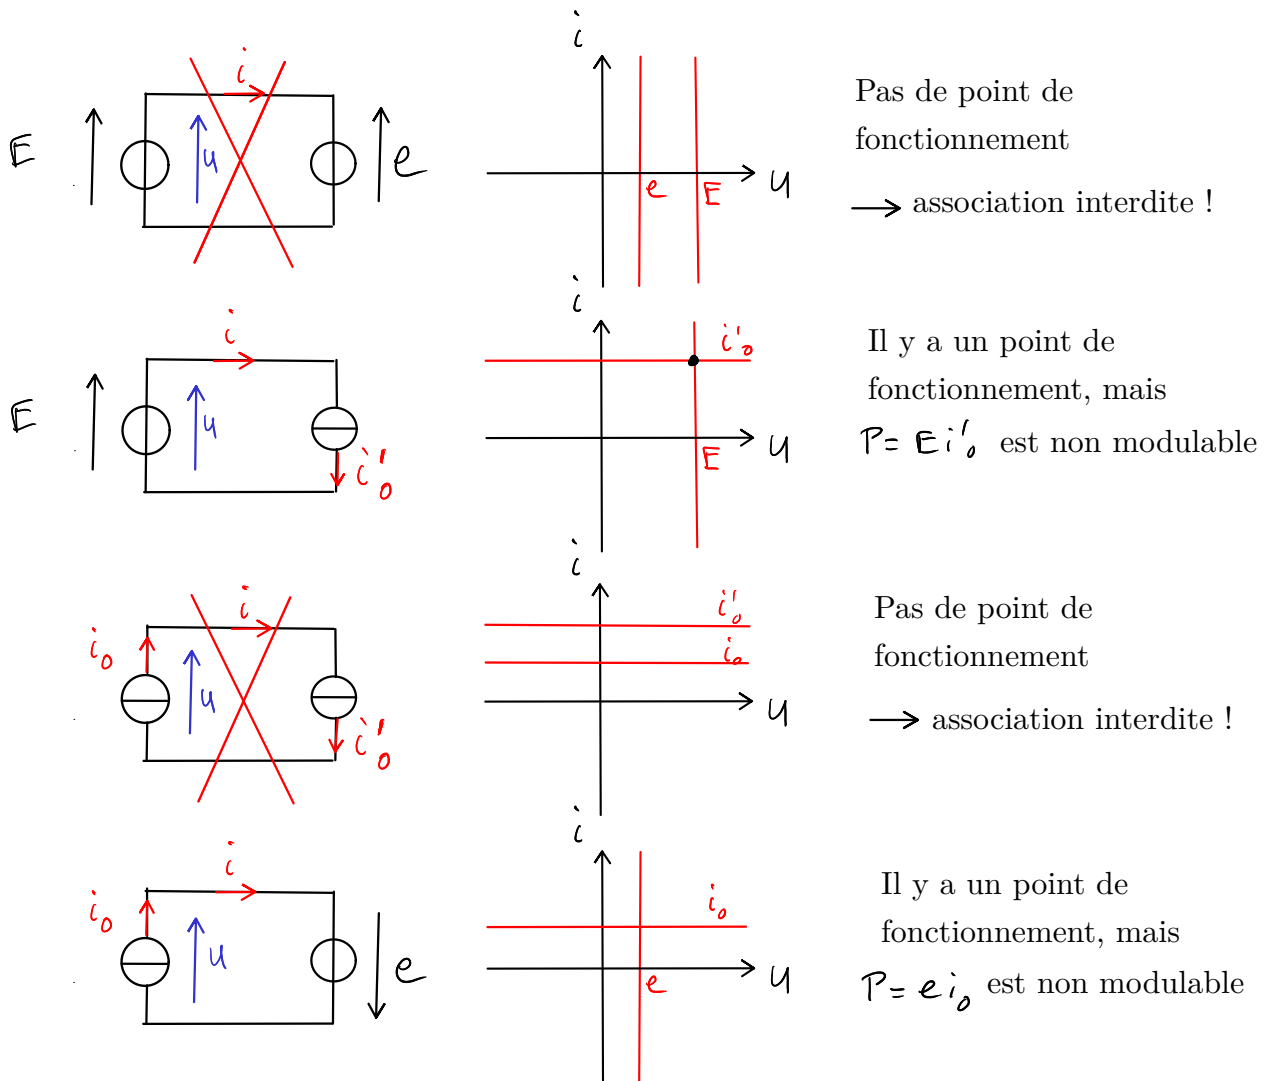 i
E
u
e
i
e
E
u
Pas de point de
fonctionnement
→ association interdite !
i
E
u
i'₀
i
i'₀
E
u
Il y a un point de
fonctionnement, mais
P = E i'₀ est non modulable
i
i₀
u
i'₀
i
i'₀
i₀
u
Pas de point de
fonctionnement
→ association interdite !
i
i₀
u
e
i
i₀
e
u
Il y a un point de
fonctionnement, mais
P = e i₀ est non modulable